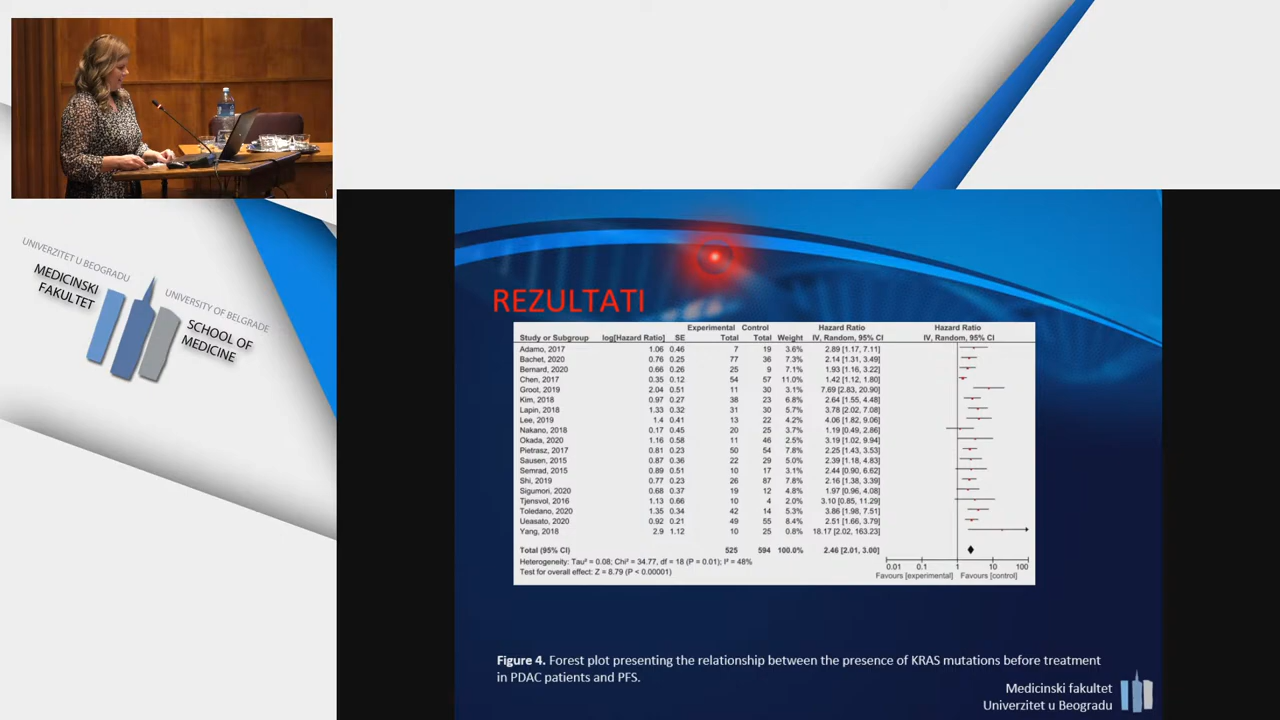 UNIVERZITET U BEOGRADU
MEDICINSKI
FAKULTET
UNIVERSITY OF BELGRADE
SCHOOL OF
MEDICINE
REZULTATI
Experimental Control Hazard Ratio Hazard Ratio
Study or Subgroup log[Hazard Ratio] SE Total Total Weight IV, Random, 95% CI IV, Random, 95% CI
Adamo, 2017 1.06 0.46 7 19 3.6% 2.89 [1.17, 7.11]
Bachet, 2020 0.76 0.25 77 36 7.3% 2.14 [1.31, 3.49]
Bernard, 2020 0.66 0.26 25 9 7.1% 1.93 [1.16, 3.22]
Chen, 2017 0.35 0.12 54 57 11.0% 1.42 [1.12, 1.80]
Groot, 2019 2.04 0.51 11 30 3.1% 7.69 [2.83, 20.90]
Kim, 2018 0.97 0.27 38 23 6.8% 2.64 [1.55, 4.48]
Lapin, 2018 1.33 0.32 31 30 5.7% 3.78 [2.02, 7.08]
Lee, 2019 1.4 0.41 13 22 4.2% 4.06 [1.82, 9.06]
Nakano, 2018 0.17 0.45 20 25 3.7% 1.19 [0.49, 2.86]
Okada, 2020 1.16 0.58 11 46 2.5% 3.19 [1.02, 9.94]
Pietrasz, 2017 0.81 0.23 50 54 7.8% 2.25 [1.43, 3.53]
Sausen, 2015 0.87 0.36 22 29 5.0% 2.39 [1.18, 4.83]
Semrad, 2015 0.89 0.51 10 17 3.1% 2.44 [0.90, 6.62]
Shi, 2019 0.77 0.23 26 87 7.8% 2.16 [1.38, 3.39]
Sigumori, 2020 0.68 0.37 19 12 4.8% 1.97 [0.96, 4.08]
Tjensvol, 2016 1.13 0.66 10 4 2.0% 3.10 [0.85, 11.29]
Toledano, 2020 1.35 0.34 42 14 5.3% 3.86 [1.98, 7.51]
Ueasato, 2020 0.92 0.21 49 55 8.4% 2.51 [1.66, 3.79]
Yang, 2018 2.9 1.12 10 25 0.8% 18.17 [2.02, 163.23]
Total (95% CI) 525 594 100.0% 2.46 [2.01, 3.00]
Heterogeneity: Tau² = 0.08; Chi² = 34.77, df = 18 (P = 0.01); I² = 48%
Test for overall effect: Z = 8.79 (P < 0.00001)
0.01 0.1 1 10 100
Favours [experimental] Favours [control]
Figure 4. Forest plot presenting the relationship between the presence of KRAS mutations before treatment
in PDAC patients and PFS.
Medicinski fakultet
Univerzitet u Beogradu